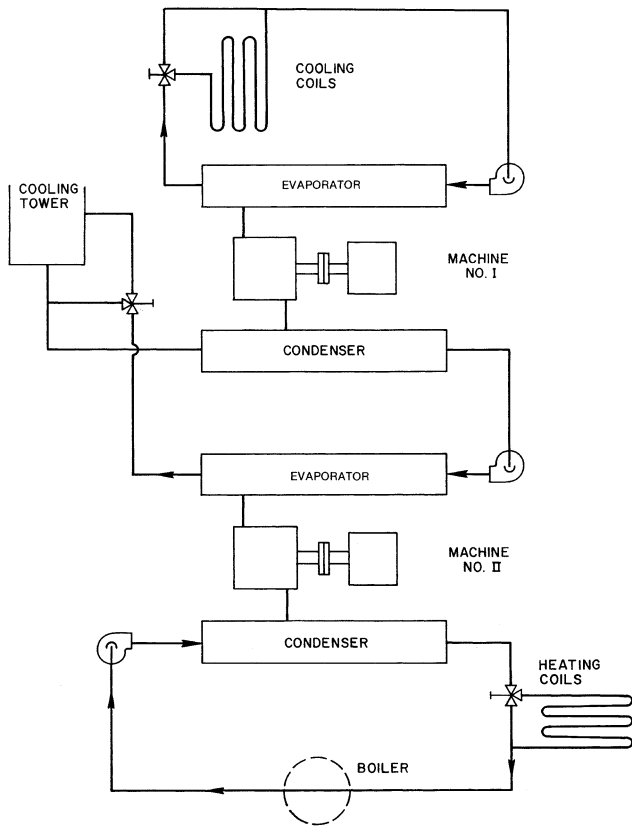 COOLING
COILS
EVAPORATOR
COOLING
TOWER
MACHINE
NO. I
CONDENSER
EVAPORATOR
MACHINE
NO. II
CONDENSER
HEATING
COILS
BOILER